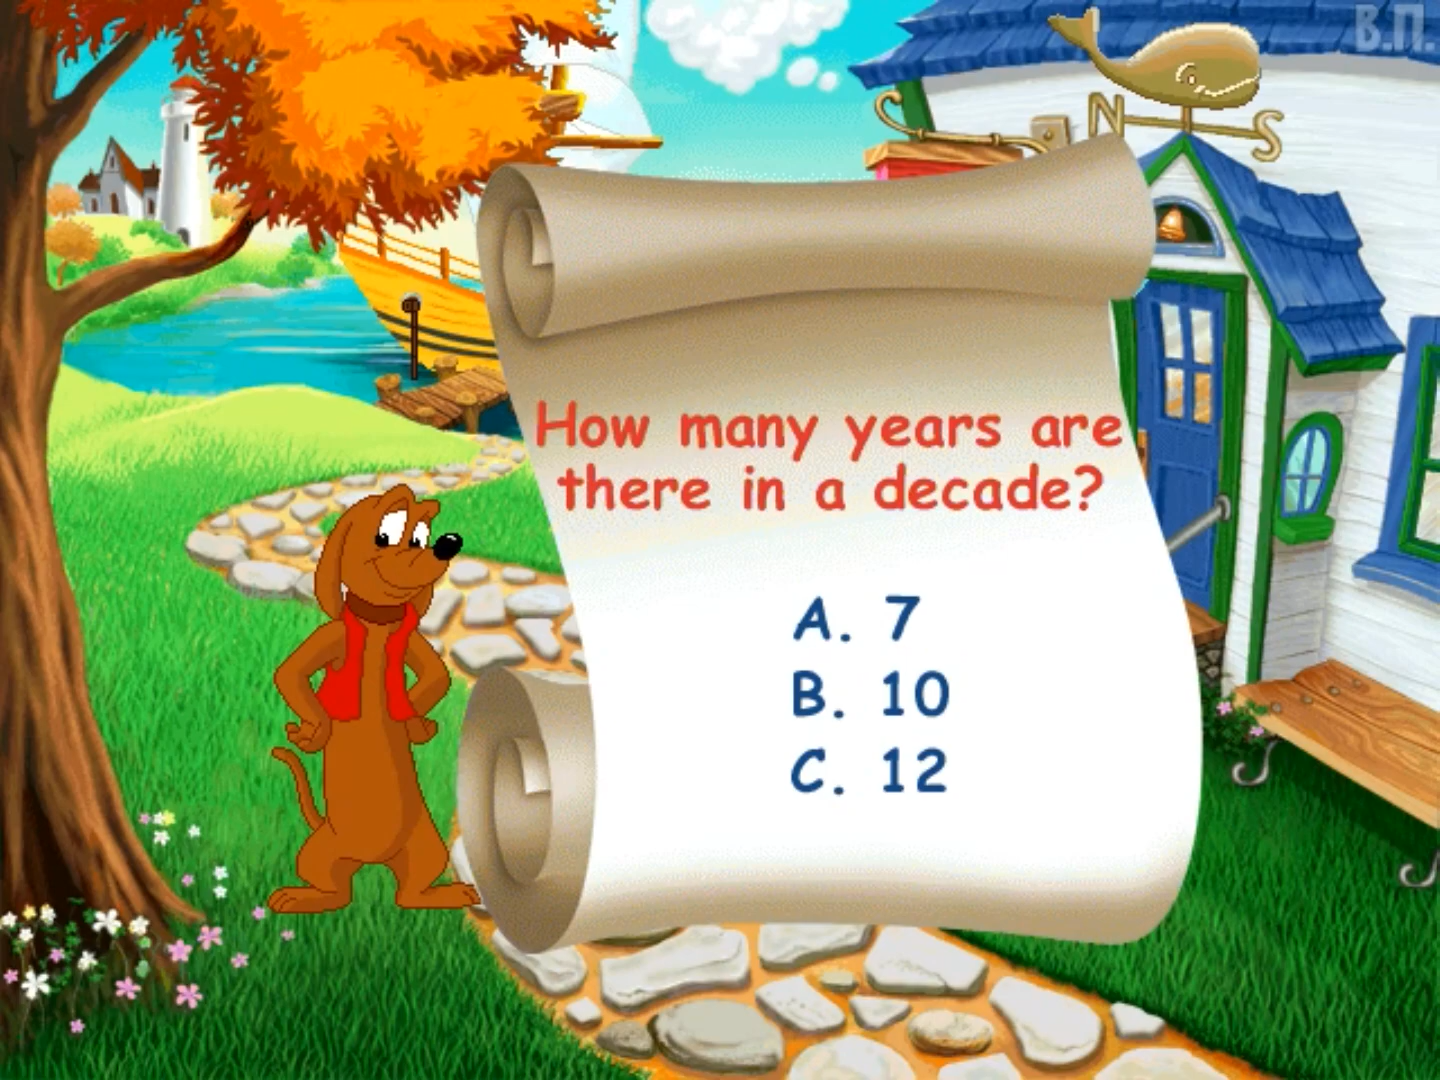 В.П.
N S
How many years are
there in a decade?
A. 7
B. 10
C. 12